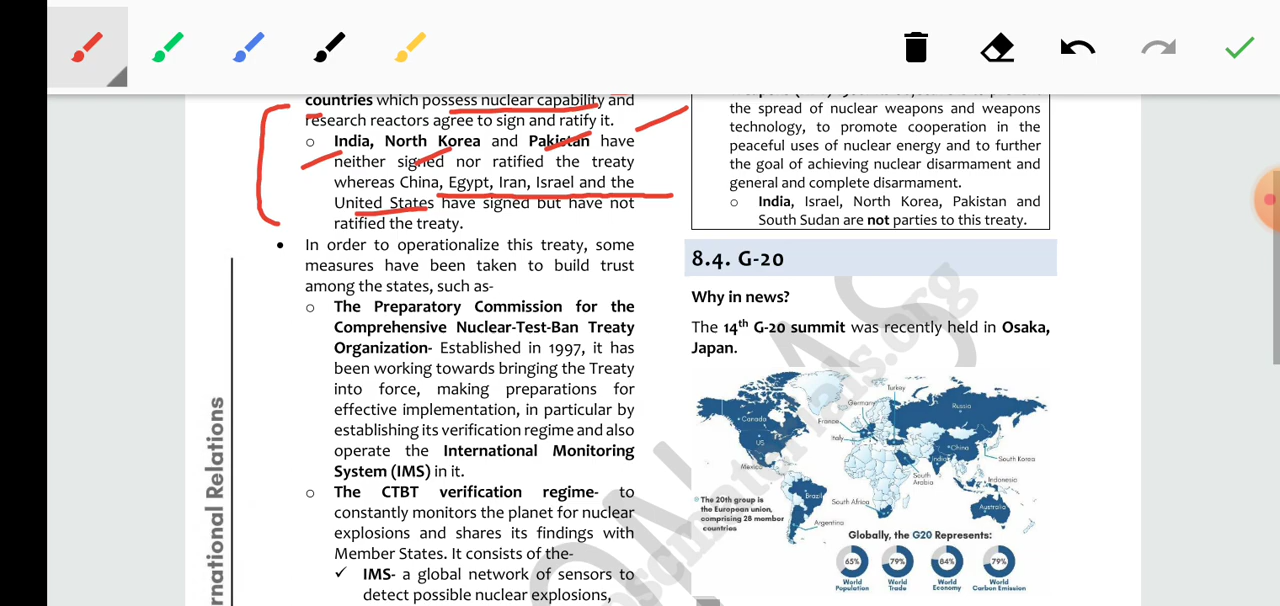 countries which possess nuclear capability and
research reactors agree to sign and ratify it.
o India, North Korea and Pakistan have
neither signed nor ratified the treaty
whereas China, Egypt, Iran, Israel and the
United States have signed but have not
ratified the treaty.
• In order to operationalize this treaty, some
measures have been taken to build trust
among the states, such as-
o The Preparatory Commission for the
Comprehensive Nuclear-Test-Ban Treaty
Organization- Established in 1997, it has
been working towards bringing the Treaty
into force, making preparations for
effective implementation, in particular by
establishing its verification regime and also
operate the International Monitoring
System (IMS) in it.
o The CTBT verification regime- to
constantly monitors the planet for nuclear
explosions and shares its findings with
Member States. It consists of the-
✓ IMS- a global network of sensors to
detect possible nuclear explosions,
the spread of nuclear weapons and weapons
technology, to promote cooperation in the
peaceful uses of nuclear energy and to further
the goal of achieving nuclear disarmament and
general and complete disarmament.
o India, Israel, North Korea, Pakistan and
South Sudan are not parties to this treaty.
8.4. G-20
Why in news?
The 14th G-20 summit was recently held in Osaka,
Japan.
Turkey
Germany
Russia
Canada
France
US
Italy
China
India
South Korea
Mexico
South
Arabia
Indonesia
Brazil
South Africa
Australia
Argentina
The 20th group is
the European union,
comprising 28 member
countries
Globally, the G20 Represents:
65%
79%
84%
79%
World
Population
World
Trade
World
Economy
World
Carbon Emission
rnational Relations